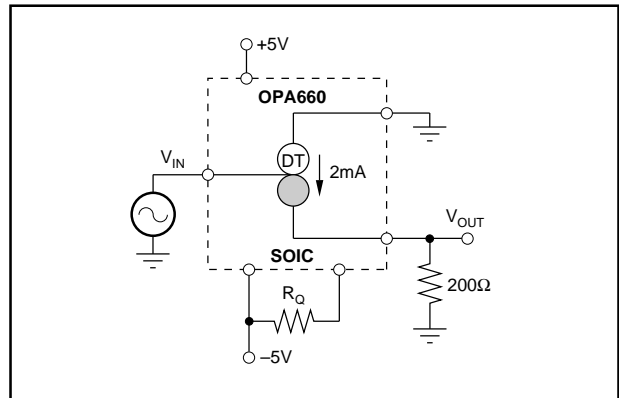 +5V
OPA660
V_IN
DT
2mA
V_OUT
SOIC
R_Q
200Ω
–5V